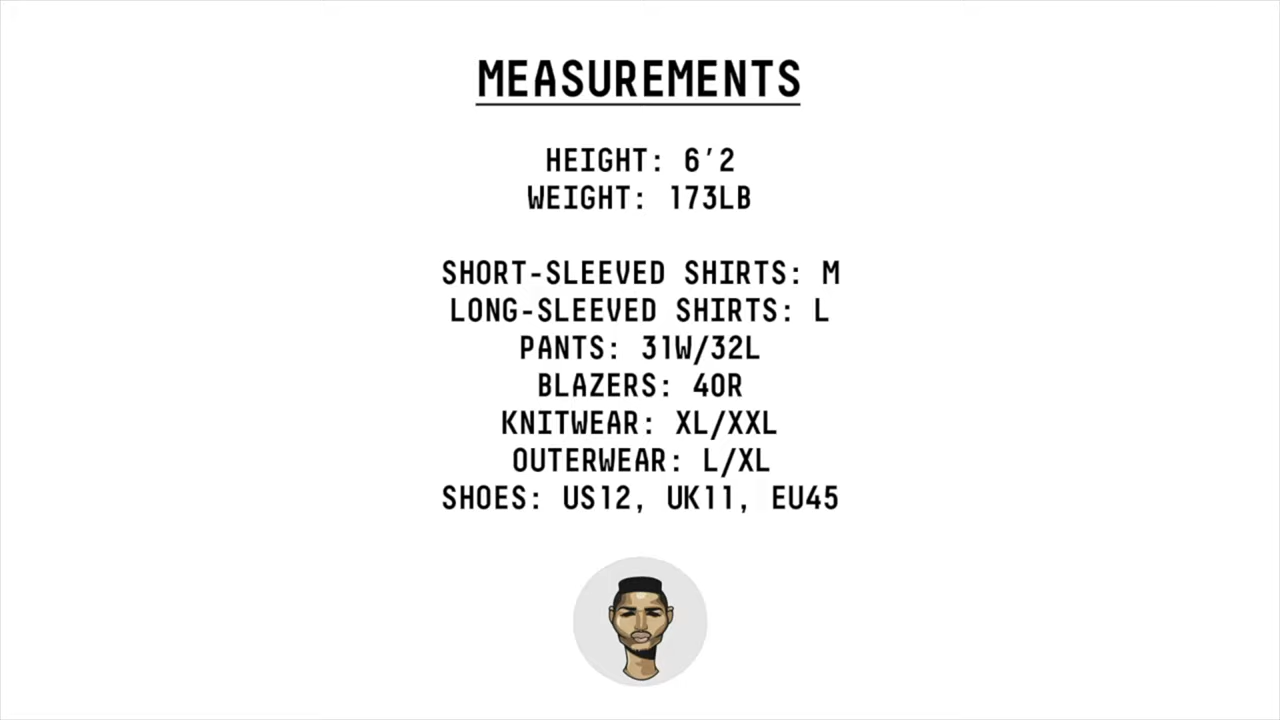 MEASUREMENTS
HEIGHT: 6'2
WEIGHT: 173LB
SHORT-SLEEVED SHIRTS: M
LONG-SLEEVED SHIRTS: L
PANTS: 31W/32L
BLAZERS: 40R
KNITWEAR: XL/XXL
OUTERWEAR: L/XL
SHOES: US12, UK11, EU45